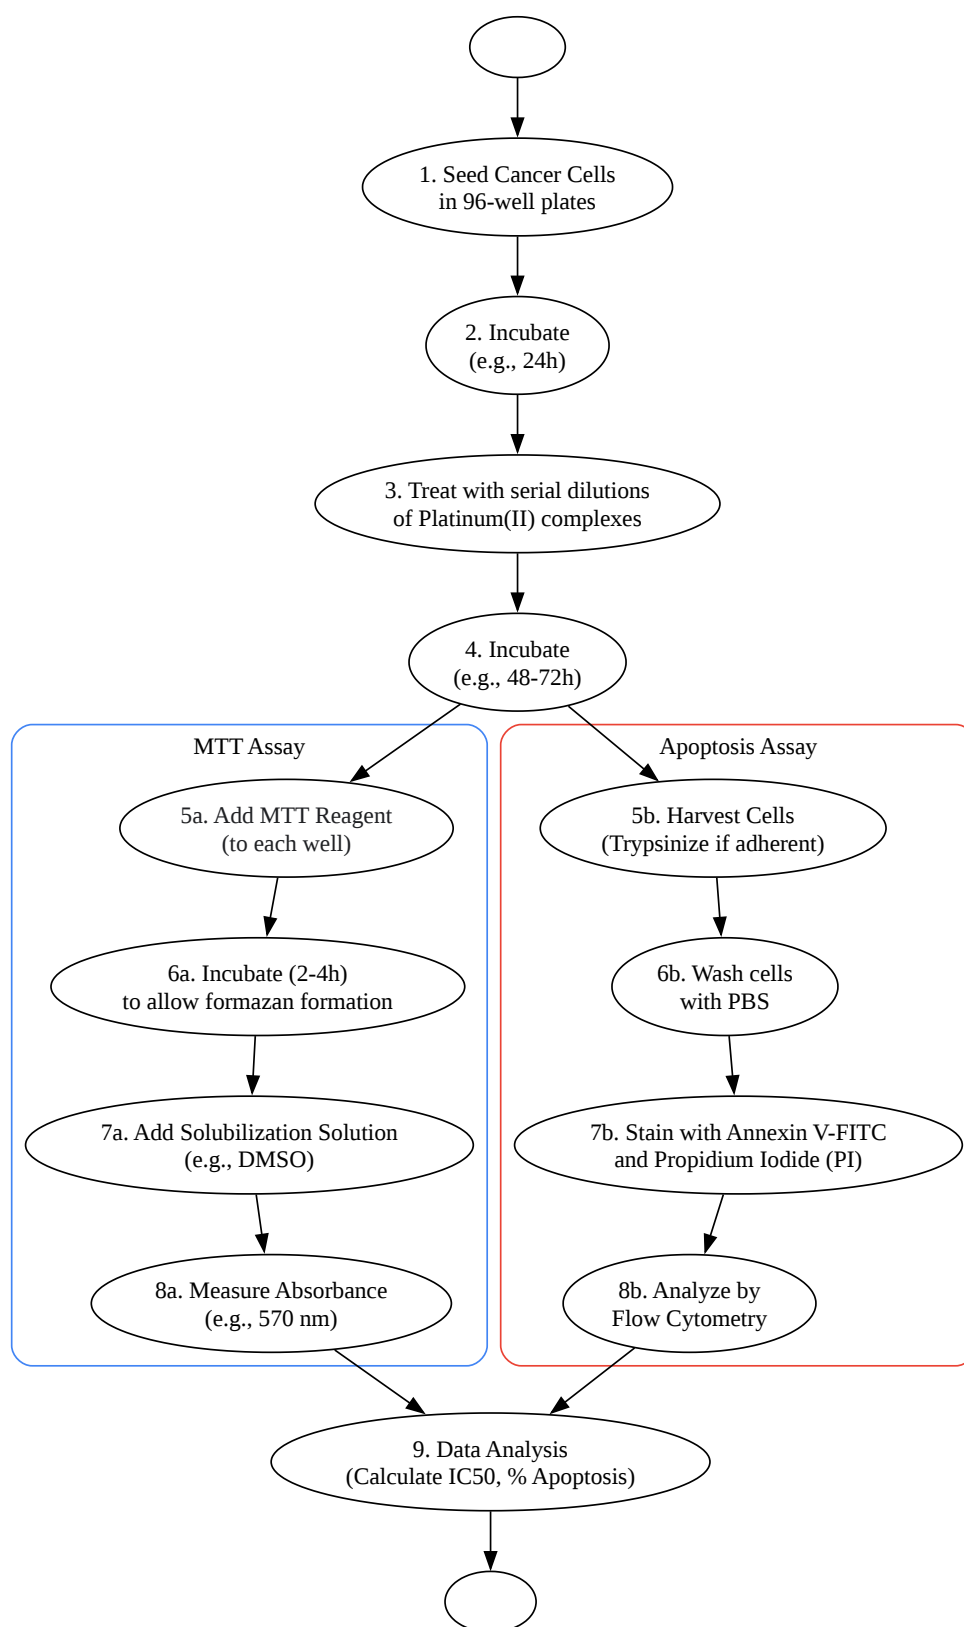 1. Seed Cancer Cells
in 96-well plates
2. Incubate
(e.g., 24h)
3. Treat with serial dilutions
of Platinum(II) complexes
4. Incubate
(e.g., 48-72h)
MTT Assay
5a. Add MTT Reagent
(to each well)
6a. Incubate (2-4h)
to allow formazan formation
7a. Add Solubilization Solution
(e.g., DMSO)
8a. Measure Absorbance
(e.g., 570 nm)
Apoptosis Assay
5b. Harvest Cells
(Trypsinize if adherent)
6b. Wash cells
with PBS
7b. Stain with Annexin V-FITC
and Propidium Iodide (PI)
8b. Analyze by
Flow Cytometry
9. Data Analysis
(Calculate IC50, % Apoptosis)